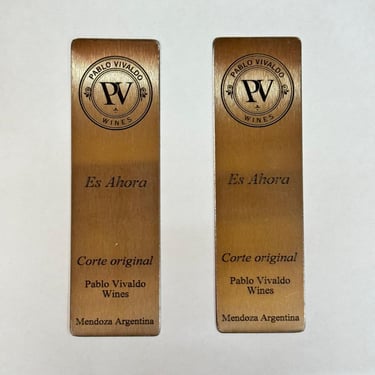 PABLO VIVALDO
PV
WINES
Es Ahora
Corte original
Pablo Vivaldo
Wines
Mendoza Argentina
PABLO VIVALDO
PV
WINES
Es Ahora
Corte original
Pablo Vivaldo
Wines
Mendoza Argentina